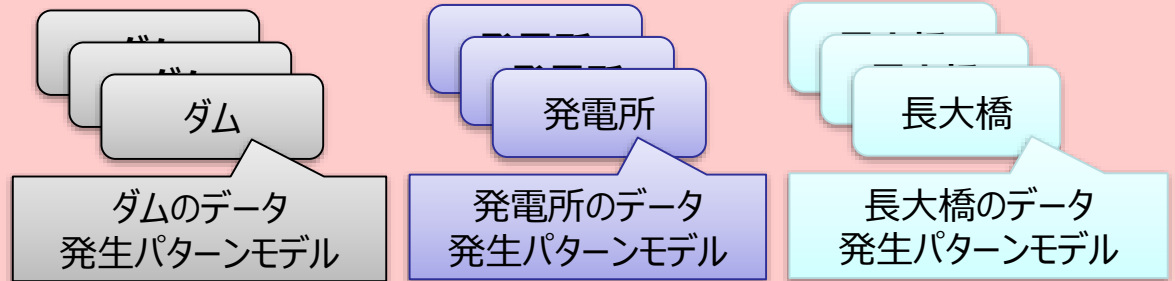 ダム
ダムのデータ
発生パターンモデル
発電所
発電所のデータ
発生パターンモデル
長大橋
長大橋のデータ
発生パターンモデル